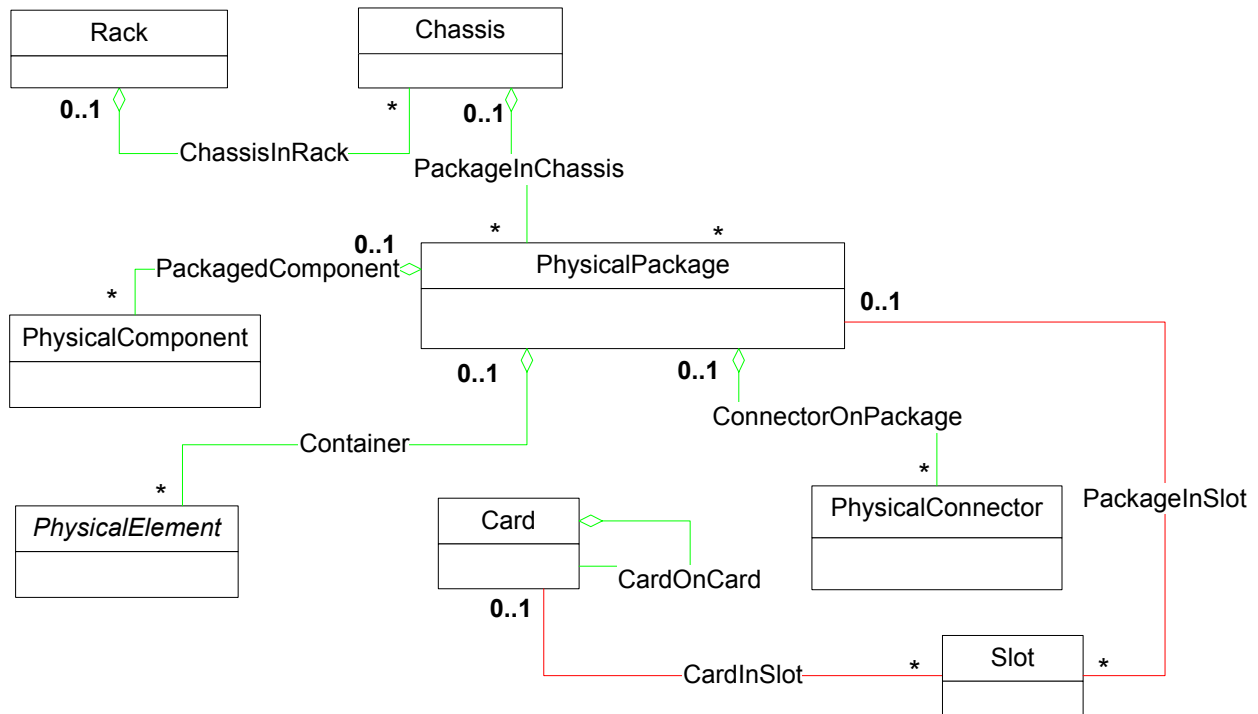 Rack
Chassis
0..1
*
0..1
ChassisInRack
PackageInChassis
*
*
0..1
PackagedComponent
PhysicalPackage
*
0..1
PhysicalComponent
0..1
0..1
ConnectorOnPackage
Container
*
*
PhysicalElement
Card
PhysicalConnector
PackageInSlot
CardOnCard
0..1
CardInSlot
*
Slot
*